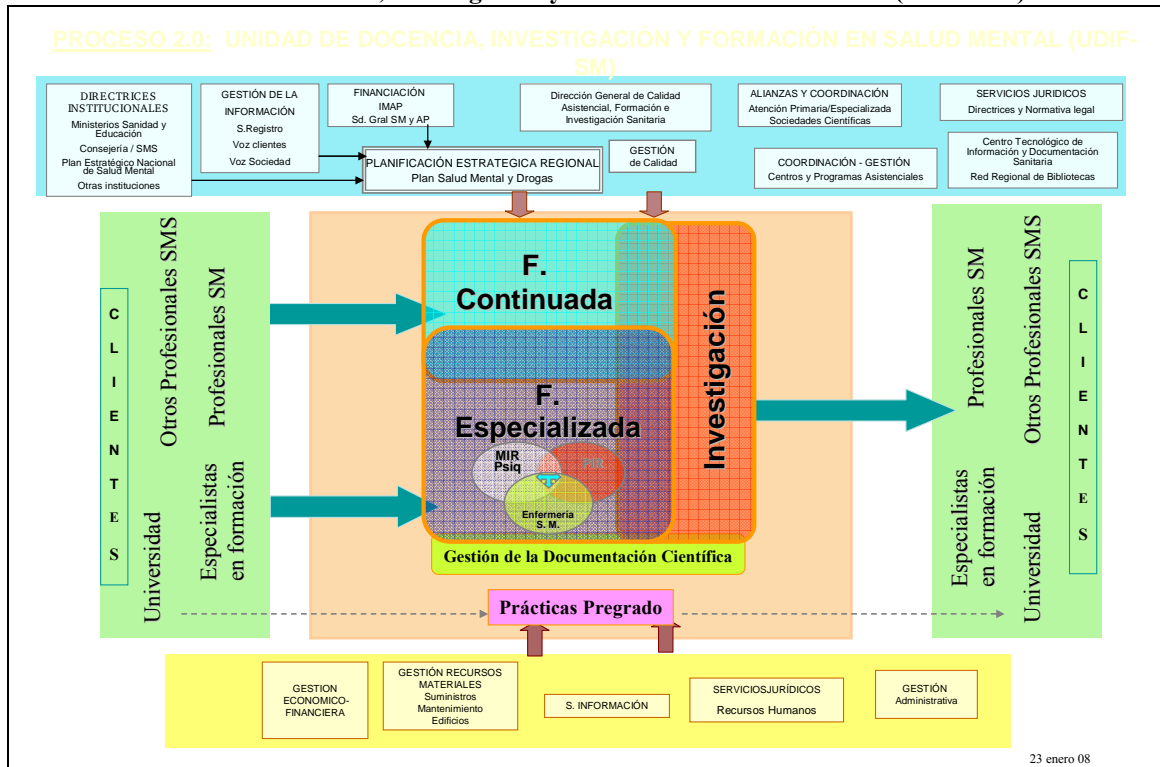 PROCESO 2.0: UNIDAD DE DOCENCIA, INVESTIGACIÓN Y FORMACIÓN EN SALUD MENTAL (UDIF-
SM)
DIRECTRICES
INSTITUCIONALES
Ministerios Sanidad y
Educación
Consejería / SMS
Plan Estratégico Nacional
de Salud Mental
Otras instituciones
GESTIÓN DE LA
INFORMACIÓN
S.Registro
Voz clientes
Voz Sociedad
FINANCIACIÓN
IMAP
Sd. Gral SM y AP
PLANIFICACIÓN ESTRATEGICA REGIONAL
Plan Salud Mental y Drogas
Dirección General de Calidad
Asistencial, Formación e
Investigación Sanitaria
GESTIÓN
de Calidad
ALIANZAS Y COORDINACIÓN
Atención Primaria/Especializada
Sociedades Científicas
COORDINACIÓN - GESTIÓN
Centros y Programas Asistenciales
SERVICIOS JURIDICOS
Directrices y Normativa legal
Centro Tecnológico de
Información y Documentación
Sanitaria
Red Regional de Bibliotecas
CLIENTES
Otros Profesionales SMS
Profesionales SM
Universidad
Especialistas
en formación
F.
Continuada
F.
Especializada
MIR
Psiq
PIR
Enfermería
S. M.
Investigación
Gestión de la Documentación Científica
Prácticas Pregrado
Profesionales SM
Otros Profesionales SMS
Especialistas
en formación
Universidad
CLIENTES
GESTION
ECONOMICO-
FINANCIERA
GESTIÓN RECURSOS
MATERIALES
Suministros
Mantenimiento
Edificios
S. INFORMACIÓN
SERVICIOSJURÍDICOS
Recursos Humanos
GESTIÓN
Administrativa
23 enero 08